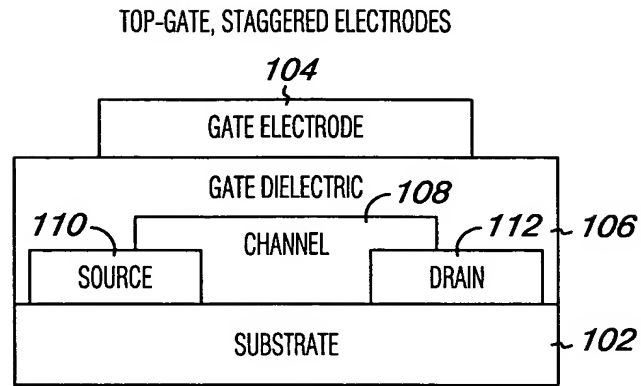 TOP-GATE, STAGGERED ELECTRODES
104
GATE ELECTRODE
GATE DIELECTRIC
108
110
CHANNEL
112
106
SOURCE
DRAIN
SUBSTRATE
102